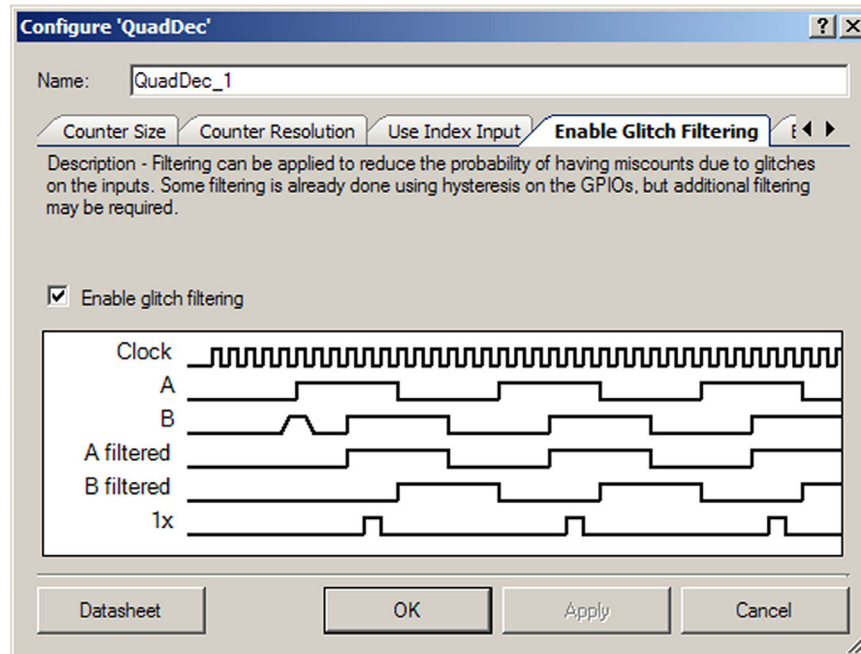 Configure 'QuadDec'
Name: QuadDec_1
Counter Size Counter Resolution Use Index Input Enable Glitch Filtering
Description - Filtering can be applied to reduce the probability of having miscounts due to glitches
on the inputs. Some filtering is already done using hysteresis on the GPIOs, but additional filtering
may be required.
Enable glitch filtering
Clock
A
B
A filtered
B filtered
1x
Datasheet OK Apply Cancel